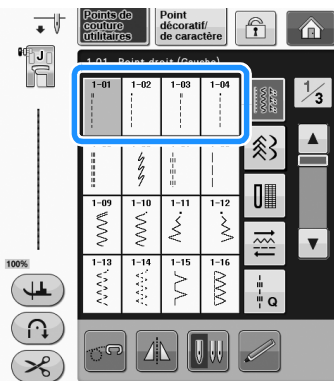 Points de couture utilitaires
Point décoratif/ de caractère
J
1-01 Point droit (Gauche)
1-01 1-02 1-03 1-04
1/3
1-09 1-10 1-11 1-12
100%
1-13 1-14 1-15 1-16
Q